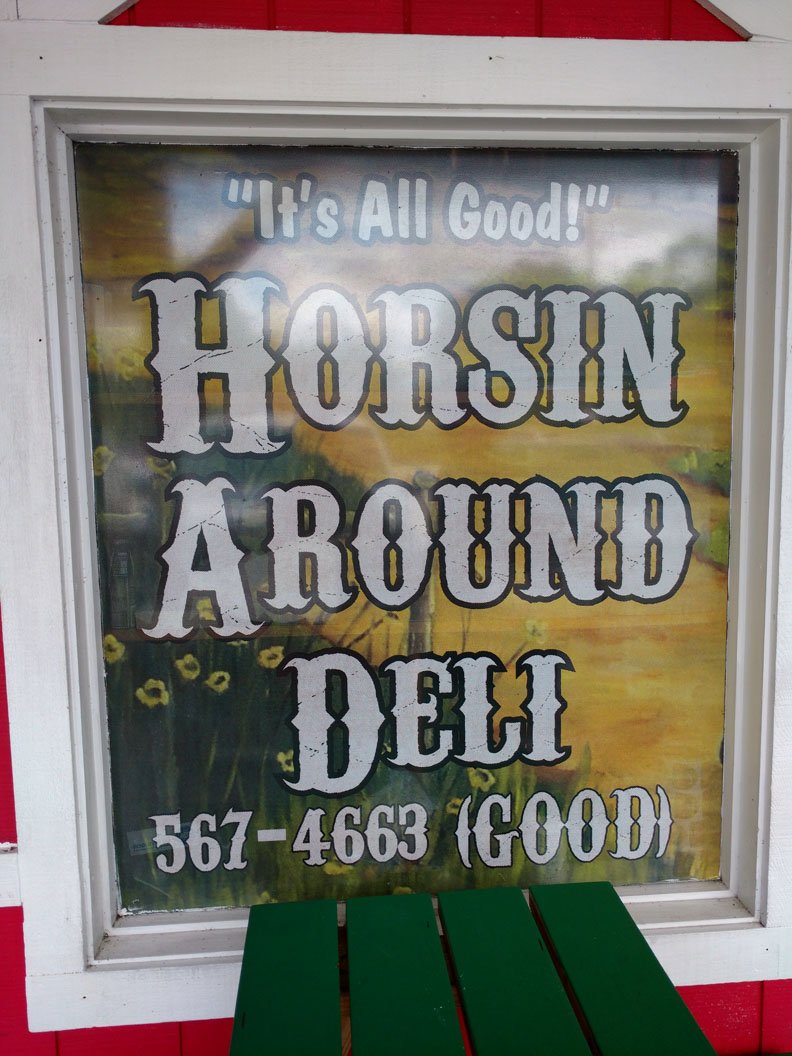 "It's All Good!"
HORSIN
AROUND
DELI
567-4663 (GOOD)